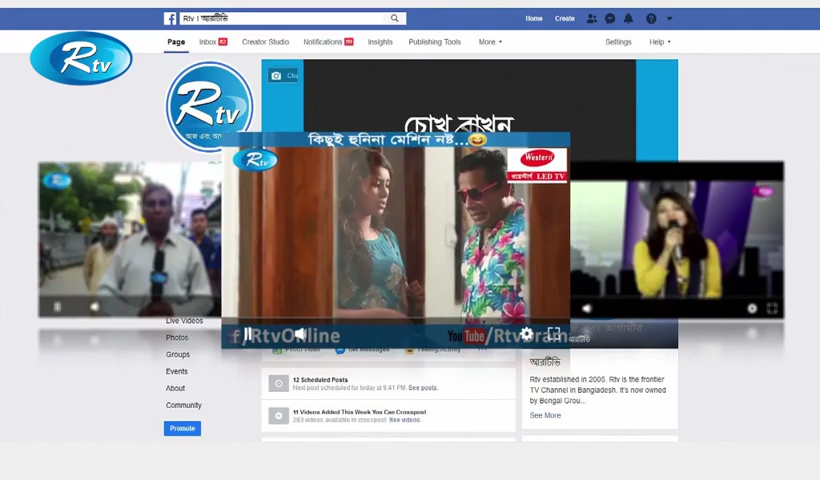 Rtv । আরটিভি
Home
Create
Page
Inbox
Creator Studio
Notifications
Insights
Publishing Tools
More
Settings
Help
Rtv
Rtv
চোখ রাখুন
কিছুই হুনিনা মেশিন নষ্ট...
Rtv
Western
ওয়েস্টার্ন LED TV
f/RtvOnline
YouTube/RtvDram
Live Videos
Photos
Groups
Events
About
Community
Promote
12 Scheduled Posts
Next post scheduled for today at 9:41 PM. See posts.
11 Videos Added This Week You Can Crosspost
283 videos available to crosspost. See videos.
আরটিভি
Rtv established in 2005. Rtv is the frontier
TV Channel in Bangladesh. It's now owned
by Bengal Grou...
See More